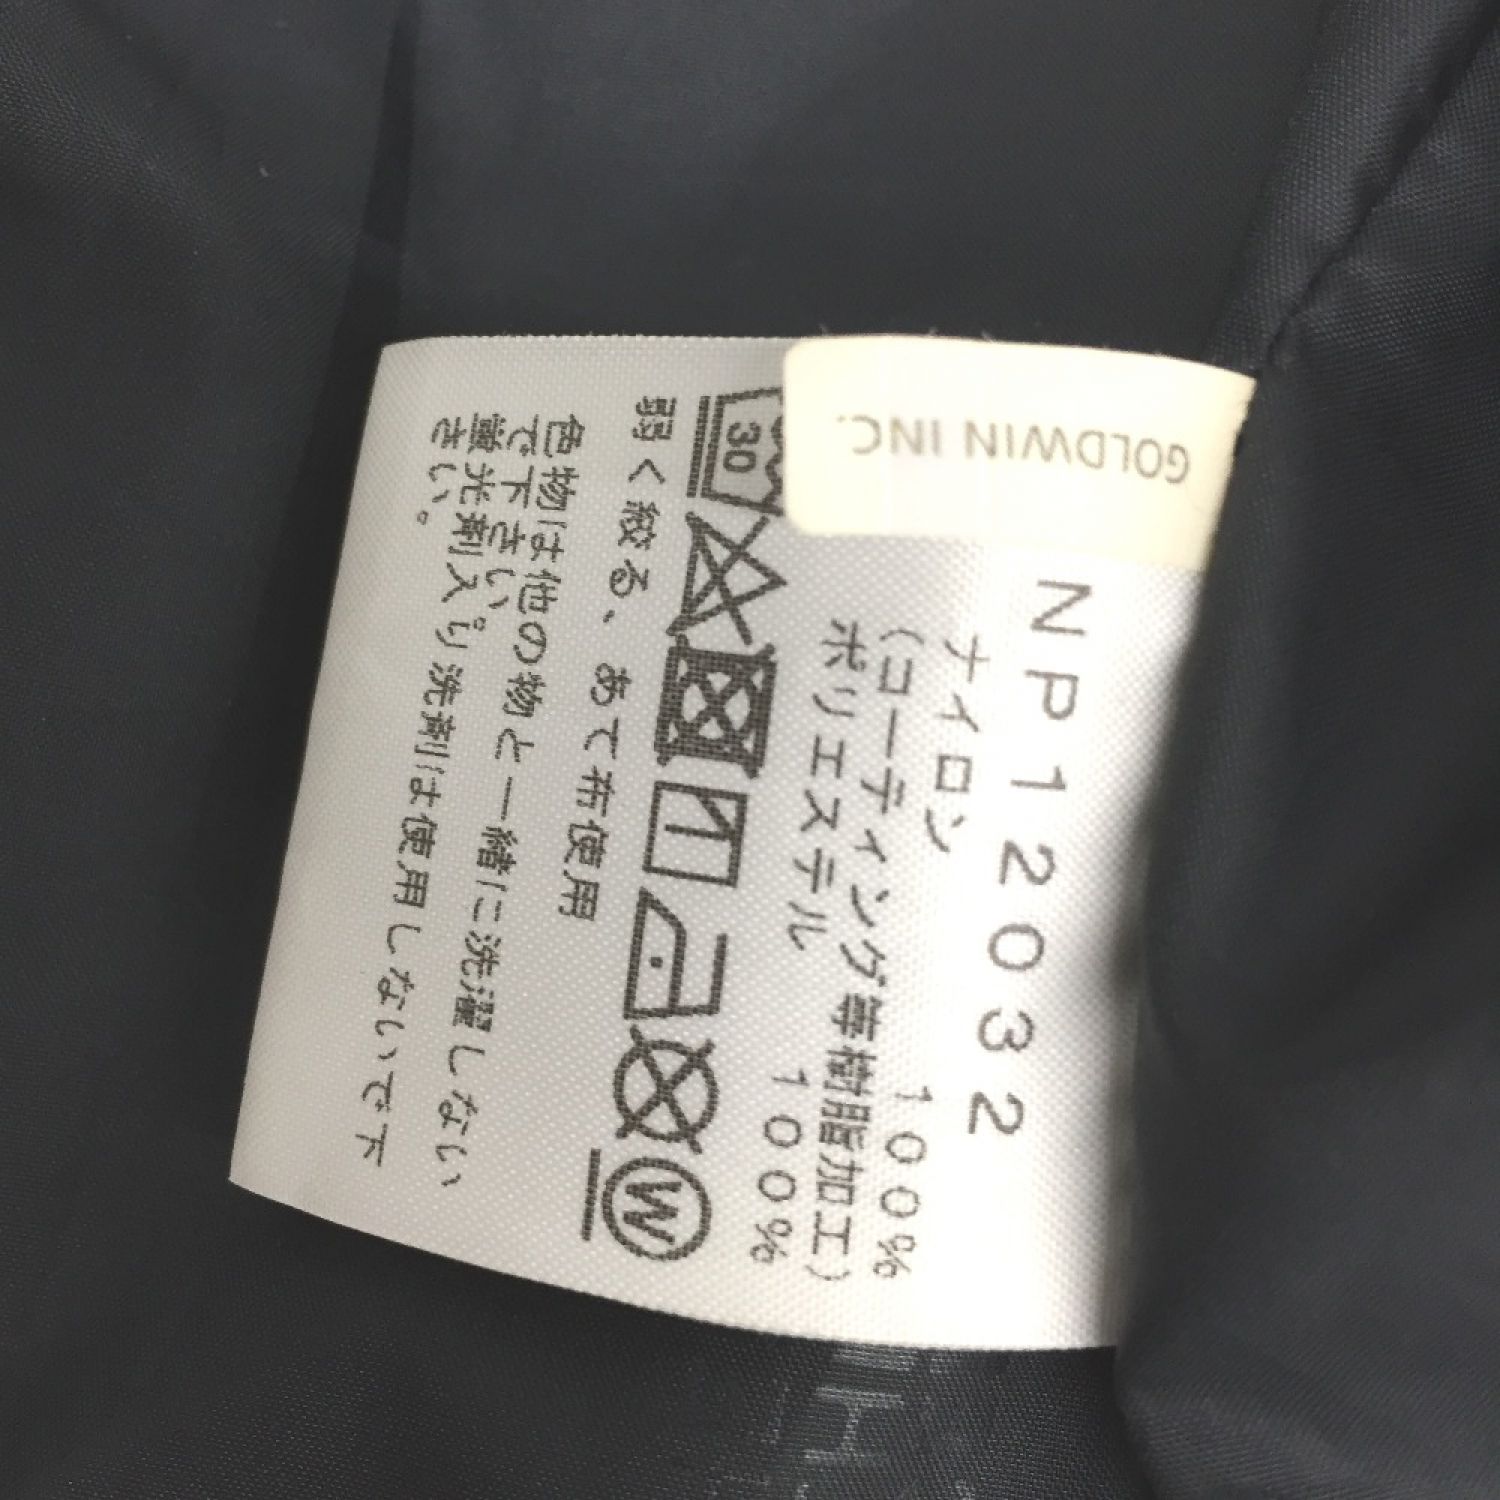 GOLDWIN INC.
NP12032
ナイロン 100%
(コーティング等樹脂加工)
ポリエステル 100%
30
W
弱く絞る、あて布使用
色物は他の物と一緒に洗濯しない
で下さい。
蛍光剤入り洗剤は使用しないで下
さい。